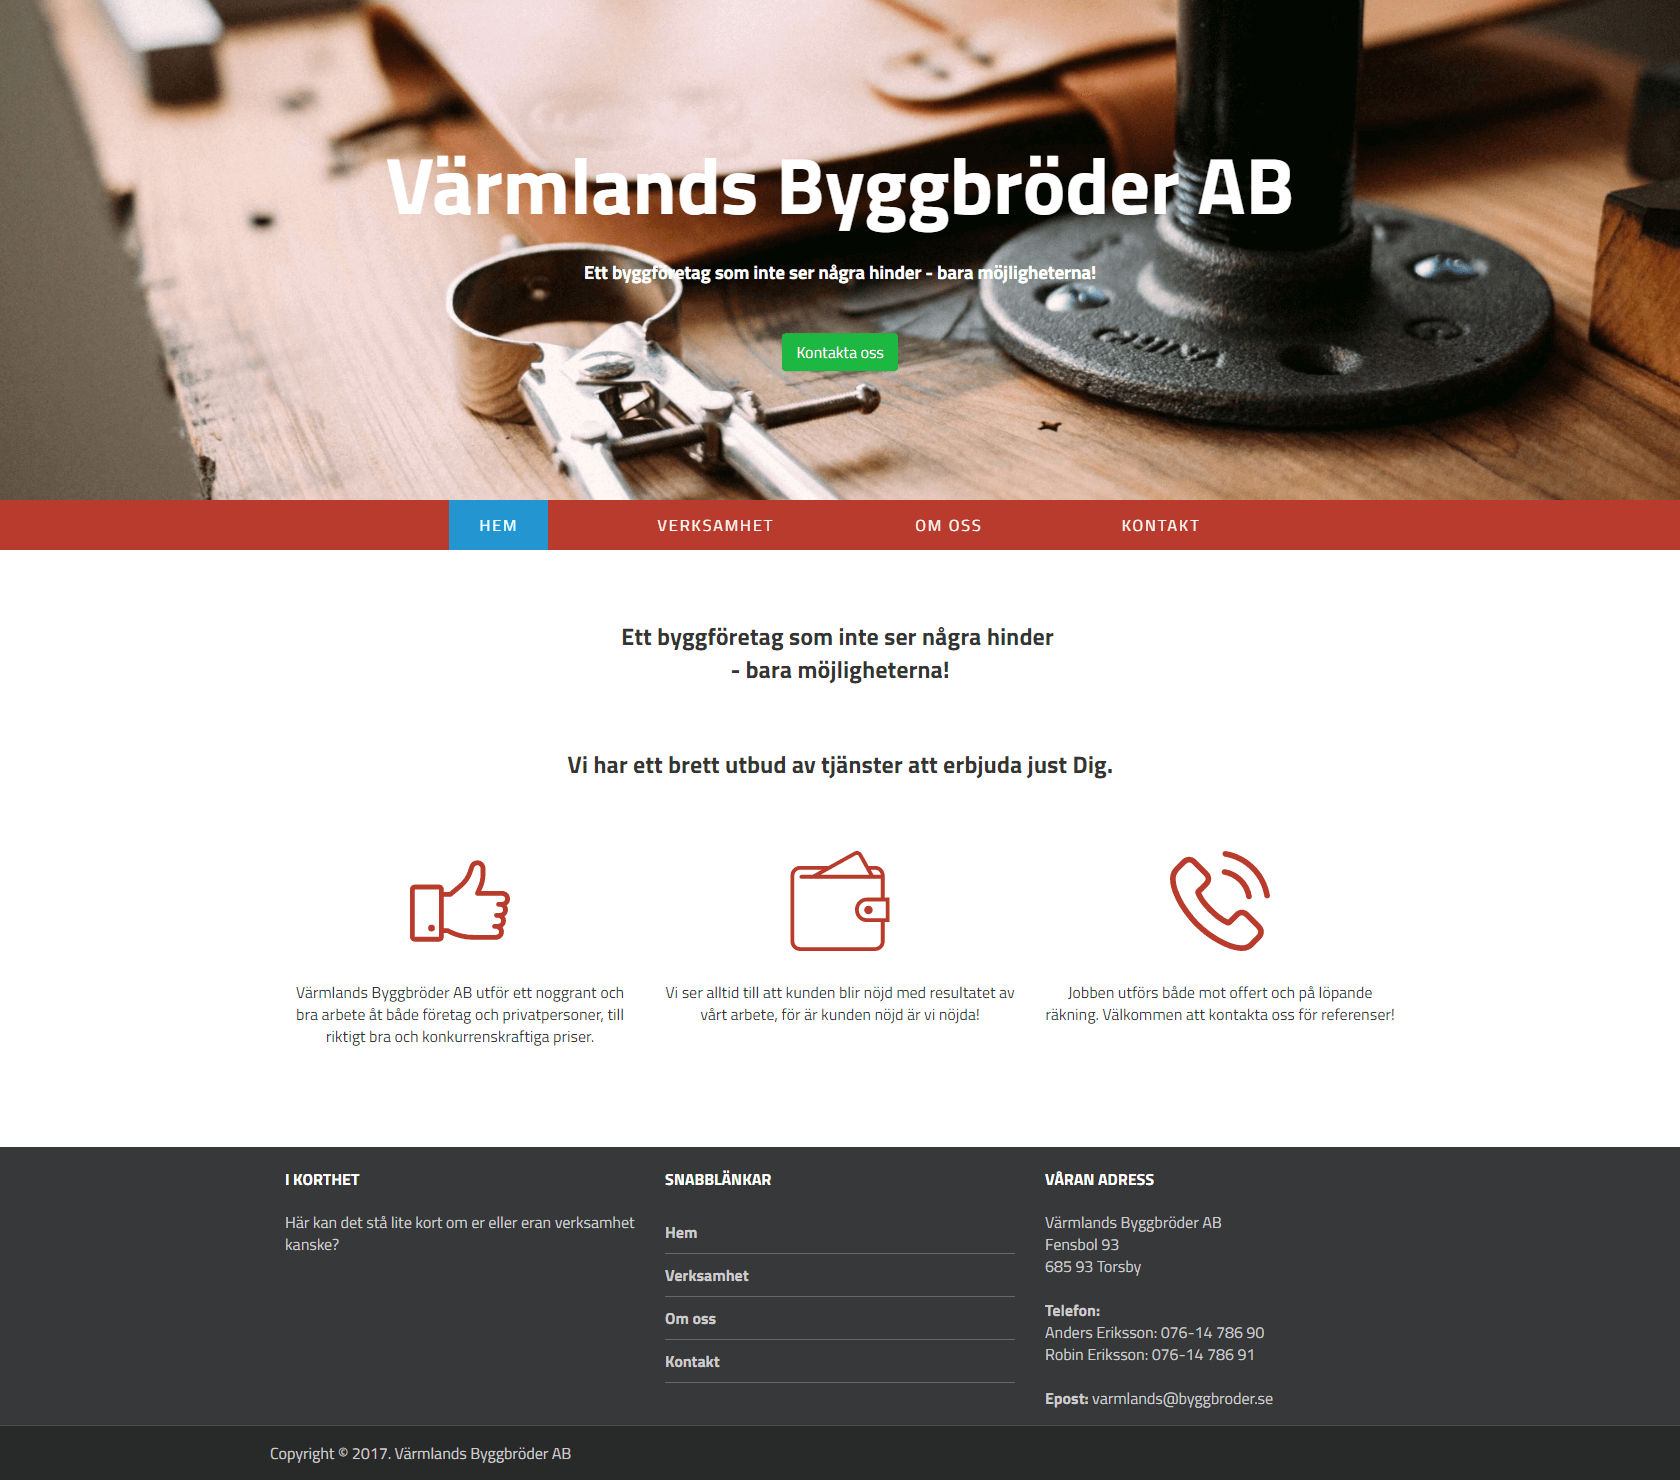 Värmlands Byggbröder AB
Ett byggföretag som inte ser några hinder - bara möjligheterna!
Kontakta oss
HEM VERKSAMHET OM OSS KONTAKT
Ett byggföretag som inte ser några hinder
- bara möjligheterna!
Vi har ett brett utbud av tjänster att erbjuda just Dig.
Värmlands Byggbröder AB utför ett noggrant och
bra arbete åt både företag och privatpersoner, till
riktigt bra och konkurrenskraftiga priser.
Vi ser alltid till att kunden blir nöjd med resultatet av
vårt arbete, för är kunden nöjd är vi nöjda!
Jobben utförs både mot offert och på löpande
räkning. Välkommen att kontakta oss för referenser!
I KORTHET
Här kan det stå lite kort om er eller eran verksamhet
kanske?
SNABBLÄNKAR
Hem
Verksamhet
Om oss
Kontakt
VÅRAN ADRESS
Värmlands Byggbröder AB
Fensbol 93
685 93 Torsby
Telefon:
Anders Eriksson: 076-14 786 90
Robin Eriksson: 076-14 786 91
Epost: varmlands@byggbroder.se
Copyright © 2017. Värmlands Byggbröder AB